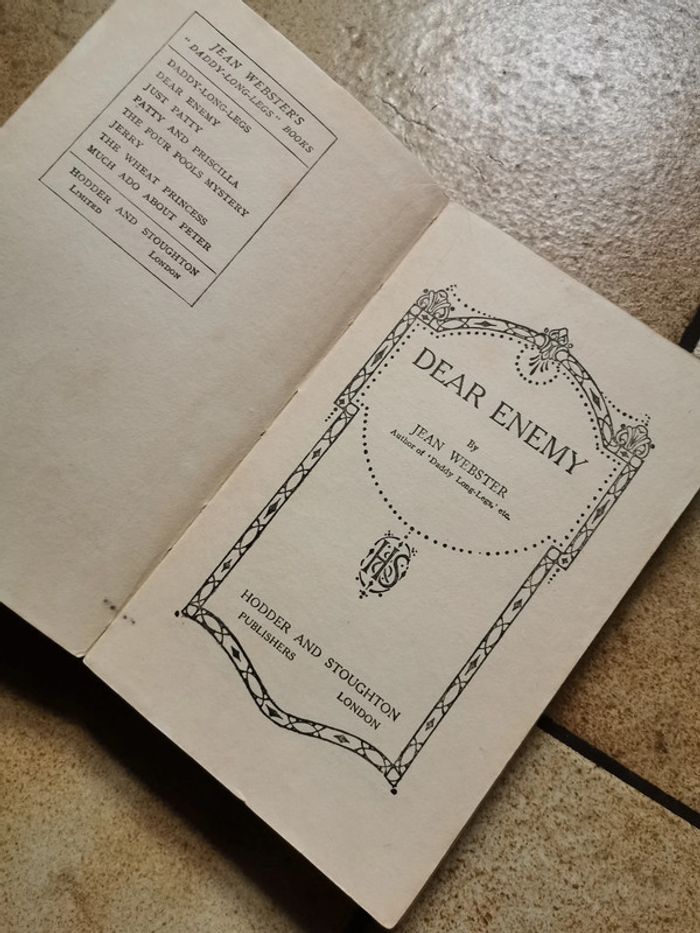 JEAN WEBSTER'S
"DADDY-LONG-LEGS" BOOKS
DADDY-LONG-LEGS
DEAR ENEMY
JUST PATTY
PATTY AND PRISCILLA
THE FOUR POOLS MYSTERY
JERRY
THE WHEAT PRINCESS
MUCH ADO ABOUT PETER
HODDER AND STOUGHTON
LIMITED LONDON
DEAR ENEMY
By
JEAN WEBSTER
Author of 'Daddy Long-Legs,' etc.
HS
HODDER AND STOUGHTON
PUBLISHERS LONDON